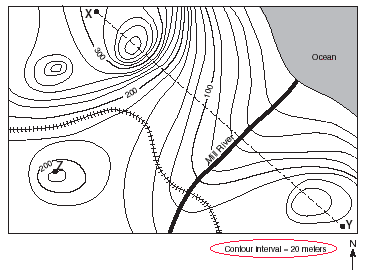 X
300
Ocean
200
100
Mill River
200
Z
Y
Contour interval = 20 meters
N